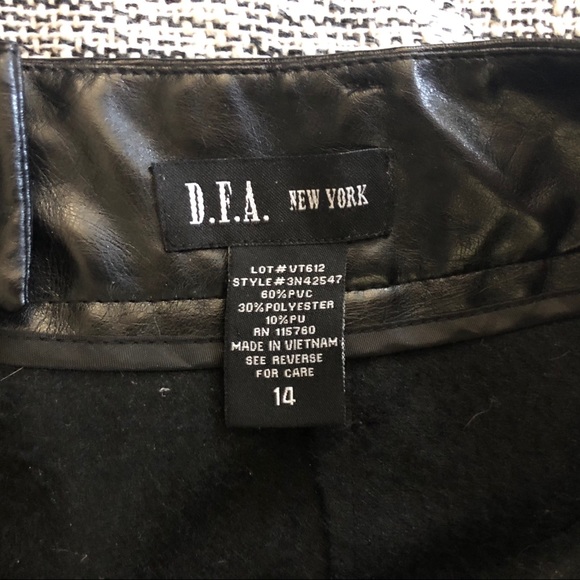 D.F.A. NEW YORK
LOT# VT612
STYLE# 3N42547
60% PVC
30% POLYESTER
10% PU
RN 115760
MADE IN VIETNAM
SEE REVERSE
FOR CARE
14